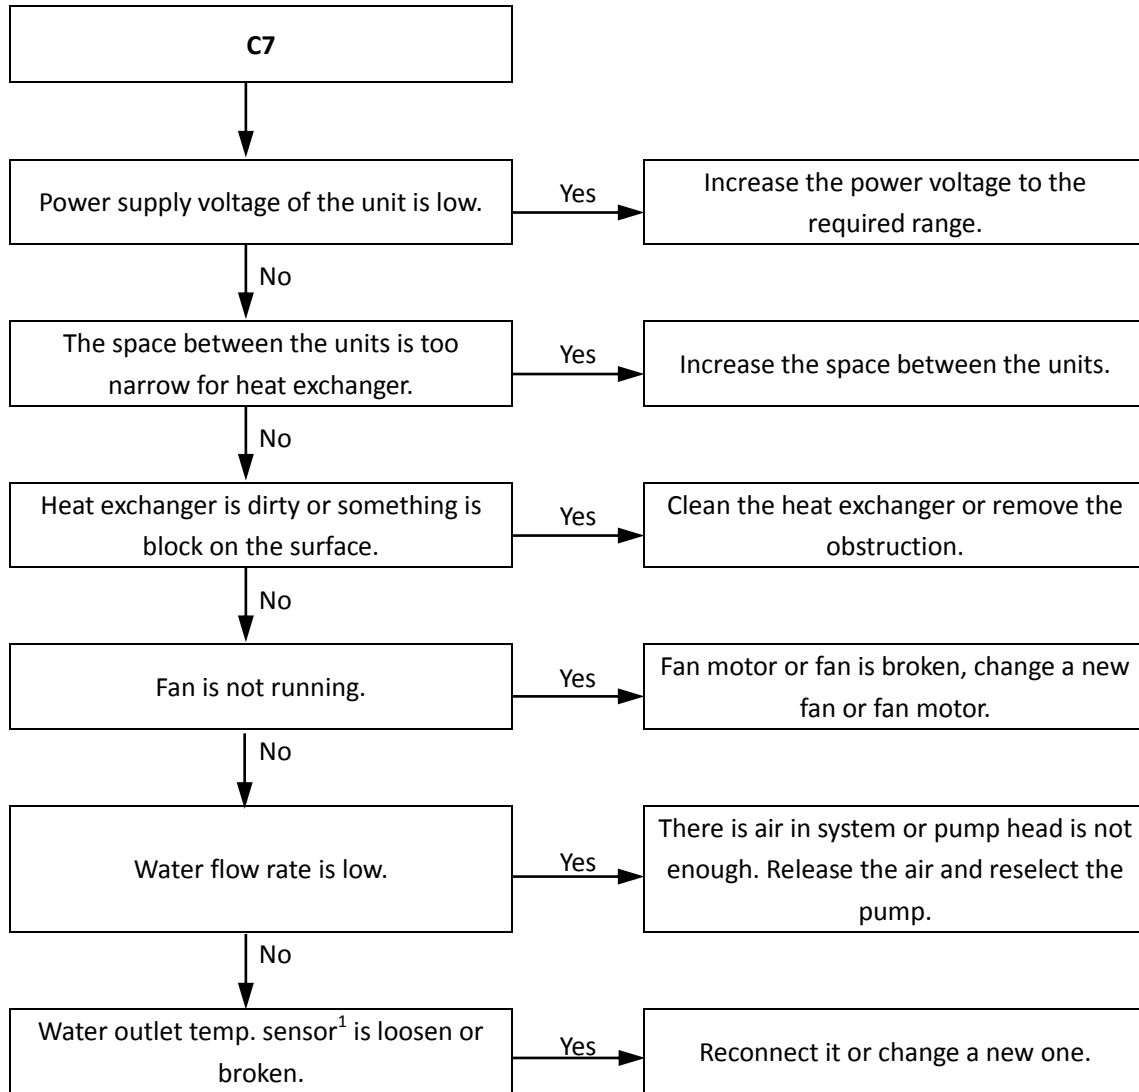 C7
Power supply voltage of the unit is low.
Yes
Increase the power voltage to the
required range.
No
The space between the units is too
narrow for heat exchanger.
Yes
Increase the space between the units.
No
Heat exchanger is dirty or something is
block on the surface.
Yes
Clean the heat exchanger or remove the
obstruction.
No
Fan is not running.
Yes
Fan motor or fan is broken, change a new
fan or fan motor.
No
Water flow rate is low.
Yes
There is air in system or pump head is not
enough. Release the air and reselect the
pump.
No
Water outlet temp. sensor¹ is loosen or
broken.
Yes
Reconnect it or change a new one.